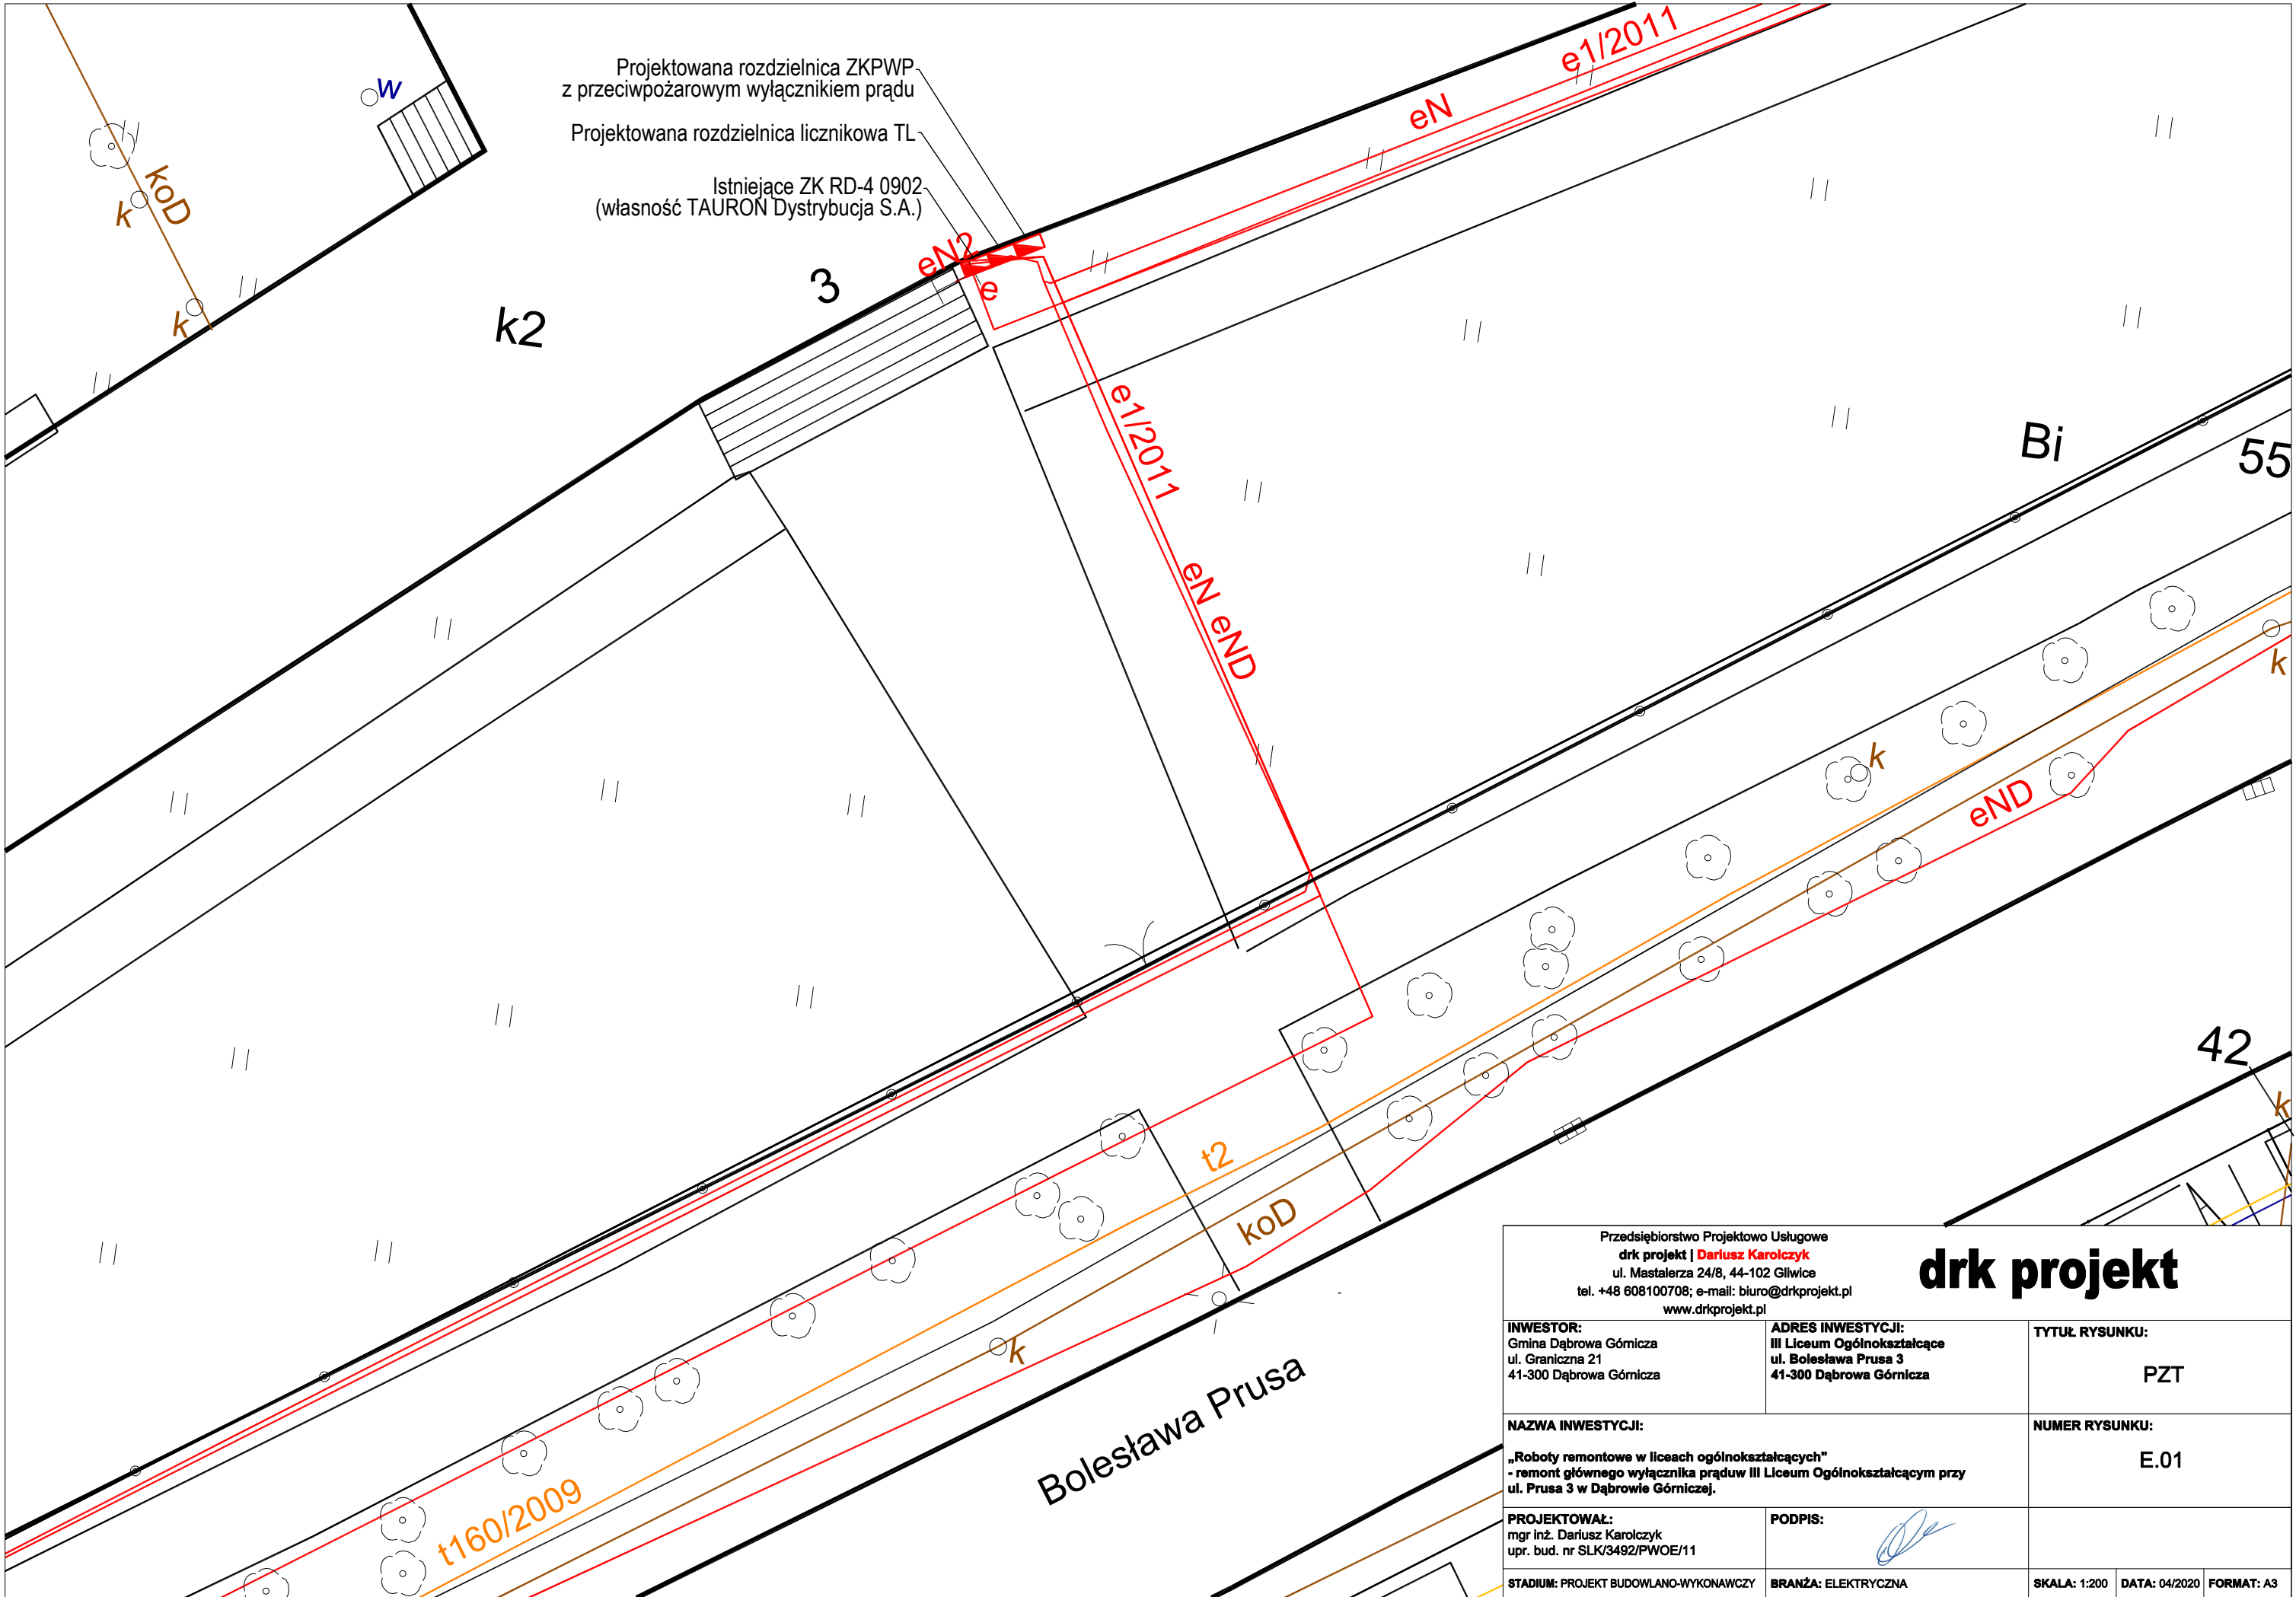 Projektowana rozdzielnica ZKPWP
z przeciwpożarowym wyłącznikiem prądu
Projektowana rozdzielnica licznikowa TL
Istniejące ZK RD-4 0902
(własność TAURON Dystrybucja S.A.)
e1/2011
eN
w
koD
k
k
k2
3
eN2
e
e1/2011
eN eND
Bi
55
k
k
eND
42
k
t2
koD
k
t160/2009
Bolesława Prusa
Przedsiębiorstwo Projektowo Usługowe
drk projekt | Dariusz Karolczyk
ul. Mastalerza 24/8, 44-102 Gliwice
tel. +48 608100708; e-mail: biuro@drkprojekt.pl
www.drkprojekt.pl
drk projekt
INWESTOR:
Gmina Dąbrowa Górnicza
ul. Graniczna 21
41-300 Dąbrowa Górnicza
ADRES INWESTYCJI:
III Liceum Ogólnokształcące
ul. Bolesława Prusa 3
41-300 Dąbrowa Górnicza
TYTUŁ RYSUNKU:
PZT
NAZWA INWESTYCJI:
„Roboty remontowe w liceach ogólnokształcących"
- remont głównego wyłącznika prąduw III Liceum Ogólnokształcącym przy
ul. Prusa 3 w Dąbrowie Górniczej.
NUMER RYSUNKU:
E.01
PROJEKTOWAŁ:
mgr inż. Dariusz Karolczyk
upr. bud. nr SLK/3492/PWOE/11
PODPIS:
STADIUM: PROJEKT BUDOWLANO-WYKONAWCZY
BRANŻA: ELEKTRYCZNA
SKALA: 1:200
DATA: 04/2020
FORMAT: A3